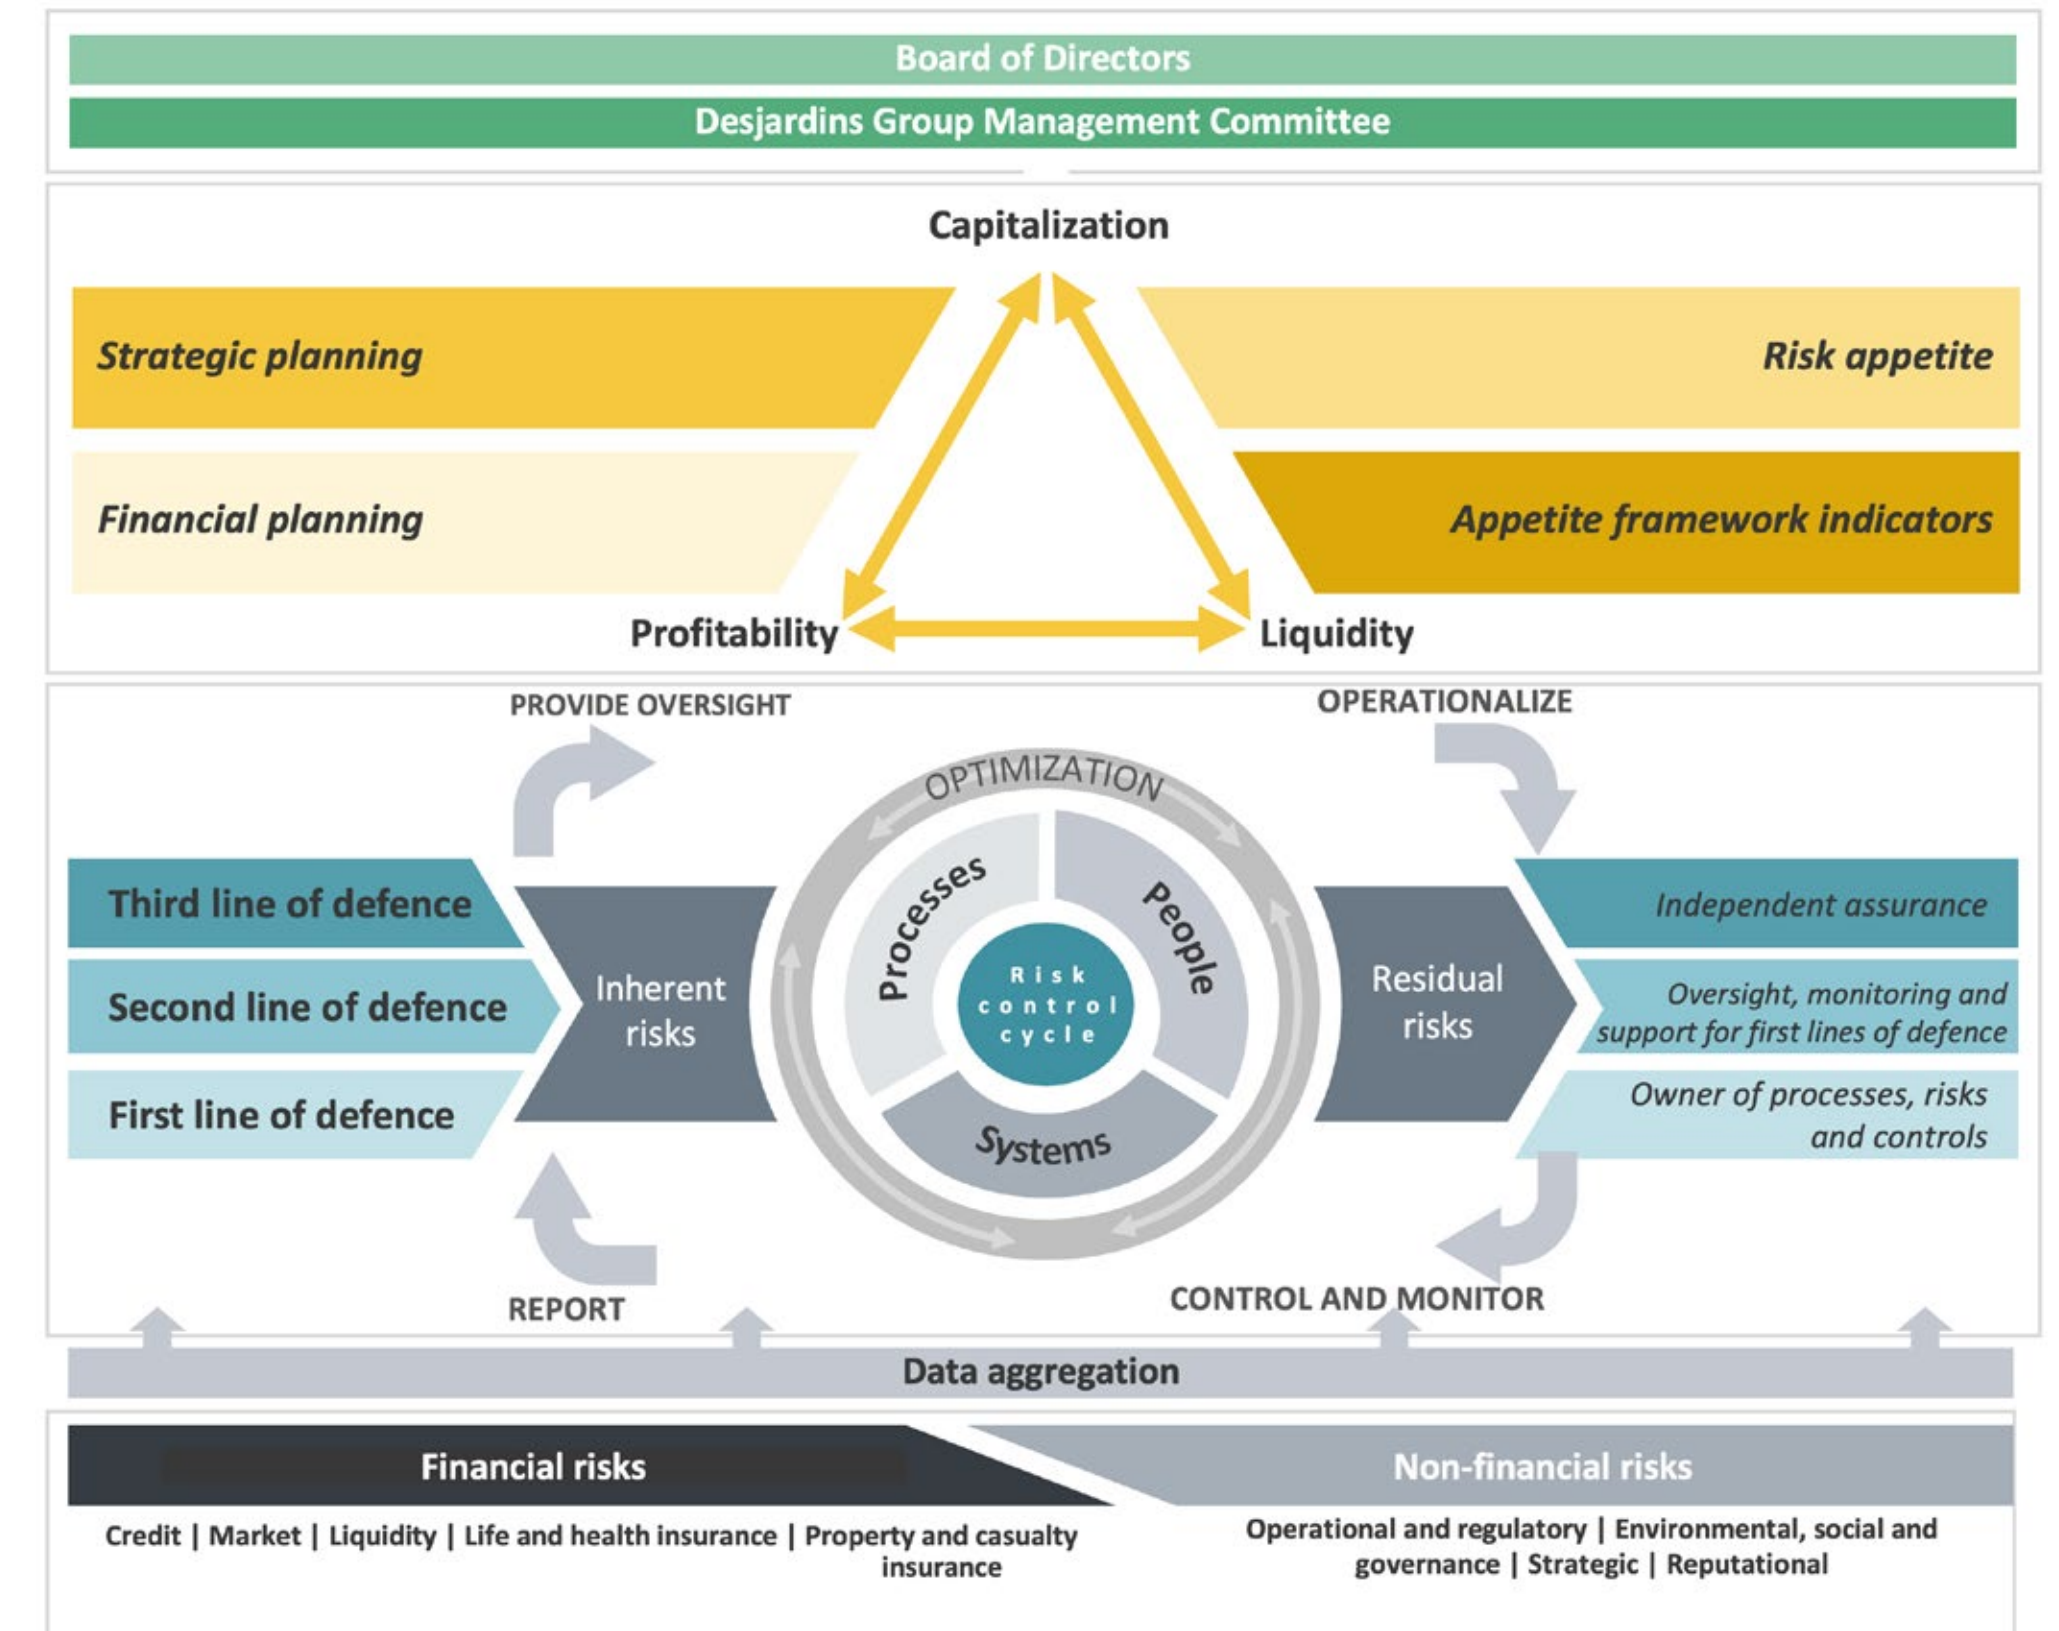 Board of Directors
Desjardins Group Management Committee
Capitalization
Strategic planning
Risk appetite
Financial planning
Appetite framework indicators
Profitability
Liquidity
PROVIDE OVERSIGHT
OPERATIONALIZE
OPTIMIZATION
Processes
People
Systems
Risk
control
cycle
Third line of defence
Second line of defence
First line of defence
Inherent
risks
Residual
risks
Independent assurance
Oversight, monitoring and
support for first lines of defence
Owner of processes, risks
and controls
REPORT
CONTROL AND MONITOR
Data aggregation
Financial risks
Non-financial risks
Credit | Market | Liquidity | Life and health insurance | Property and casualty
insurance
Operational and regulatory | Environmental, social and
governance | Strategic | Reputational